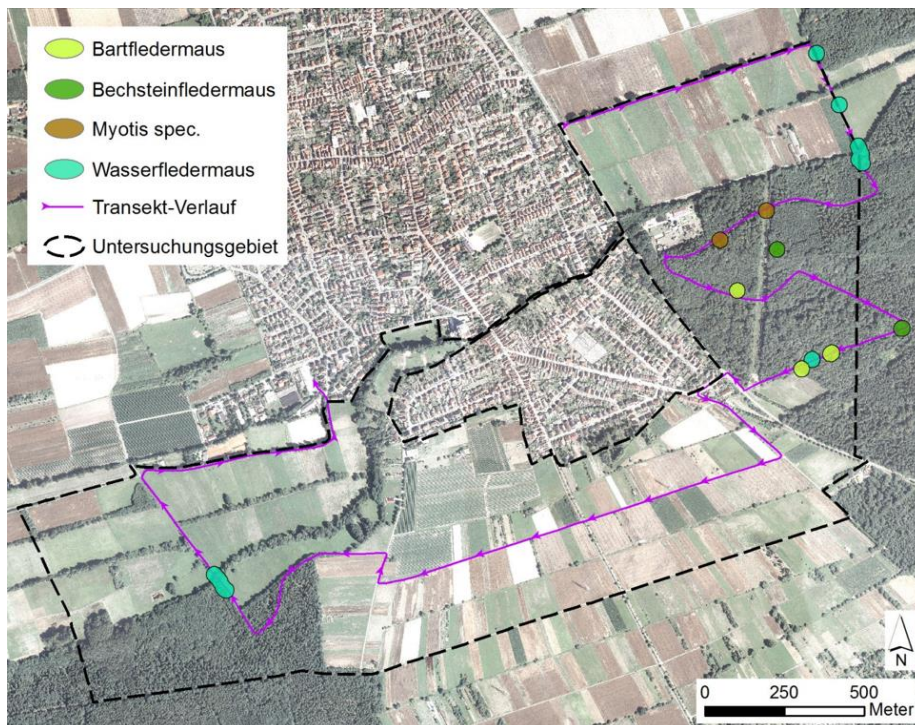 Bartfledermaus
Bechsteinfledermaus
Myotis spec.
Wasserfledermaus
Transekt-Verlauf
Untersuchungsgebiet
N
0 250 500
Meter